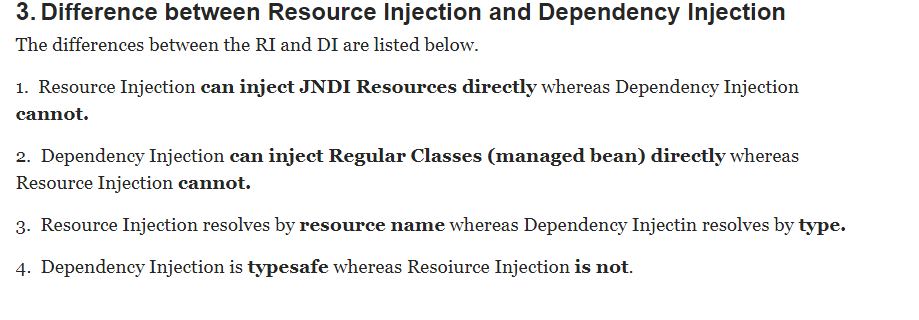 3. Difference between Resource Injection and Dependency Injection
The differences between the RI and DI are listed below.
1. Resource Injection can inject JNDI Resources directly whereas Dependency Injection
cannot.
2. Dependency Injection can inject Regular Classes (managed bean) directly whereas
Resource Injection cannot.
3. Resource Injection resolves by resource name whereas Dependency Injectin resolves by type.
4. Dependency Injection is typesafe whereas Resoiurce Injection is not.